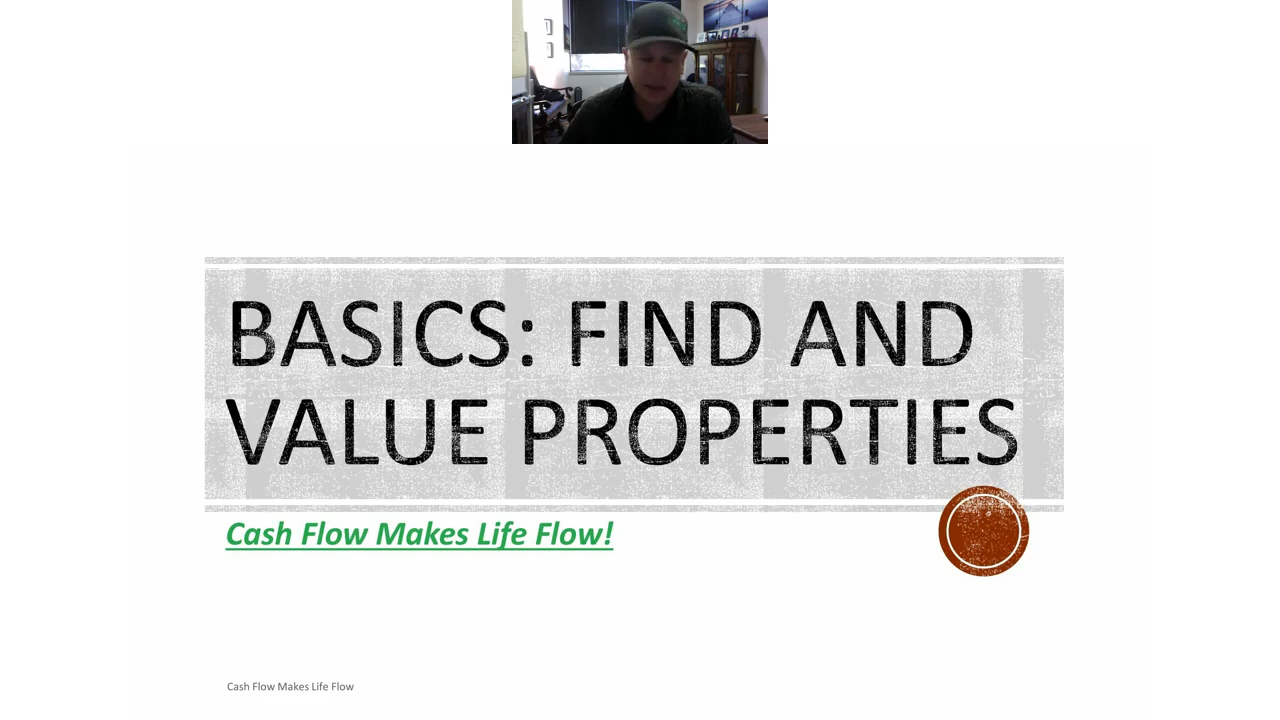 BASICS: FIND AND
VALUE PROPERTIES
Cash Flow Makes Life Flow!
Cash Flow Makes Life Flow